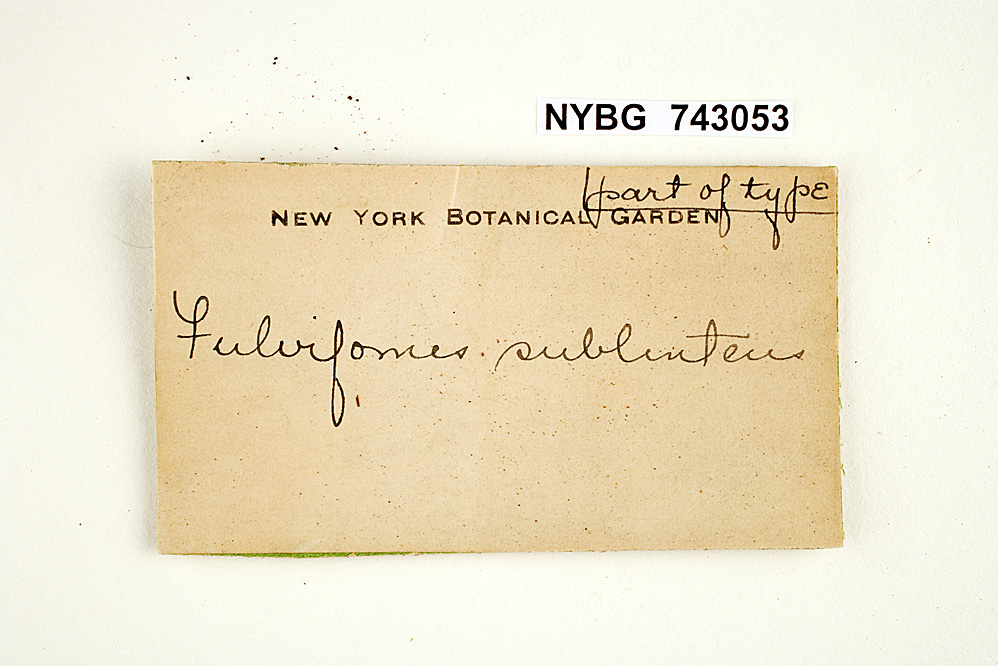 NYBG 743053
part of type
NEW YORK BOTANICAL GARDEN
Fulvifomes sublinteus